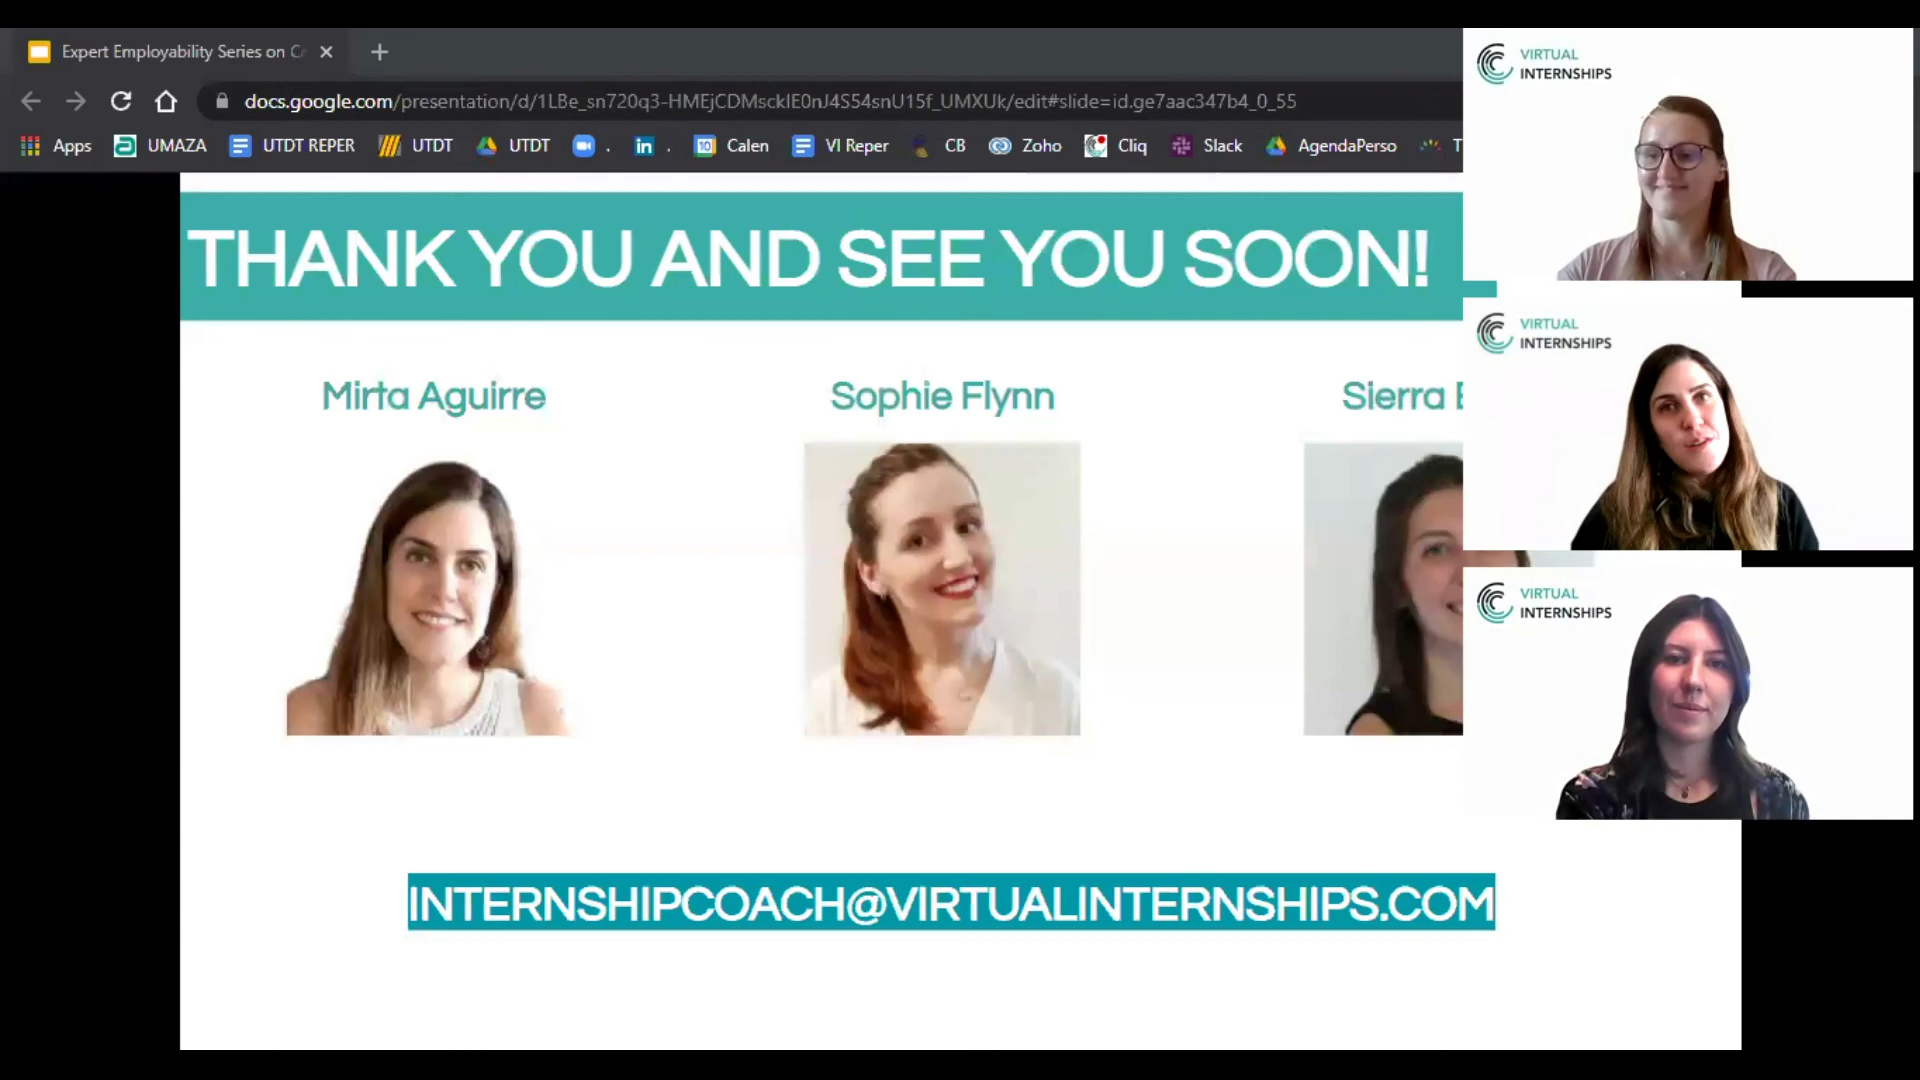 Expert Employability Series on C
docs.google.com/presentation/d/1LBe_sn720q3-HMEjCDMscklE0nJ4S54snU15f_UMXUk/edit#slide=id.ge7aac347b4_0_55
Apps UMAZA UTDT REPER UTDT UTDT . in . 10 Calen VI Reper CB Zoho Cliq Slack AgendaPerso T
THANK YOU AND SEE YOU SOON!
Mirta Aguirre Sophie Flynn Sierra
INTERNSHIPCOACH@VIRTUALINTERNSHIPS.COM
VIRTUAL
INTERNSHIPS
VIRTUAL
INTERNSHIPS
VIRTUAL
INTERNSHIPS